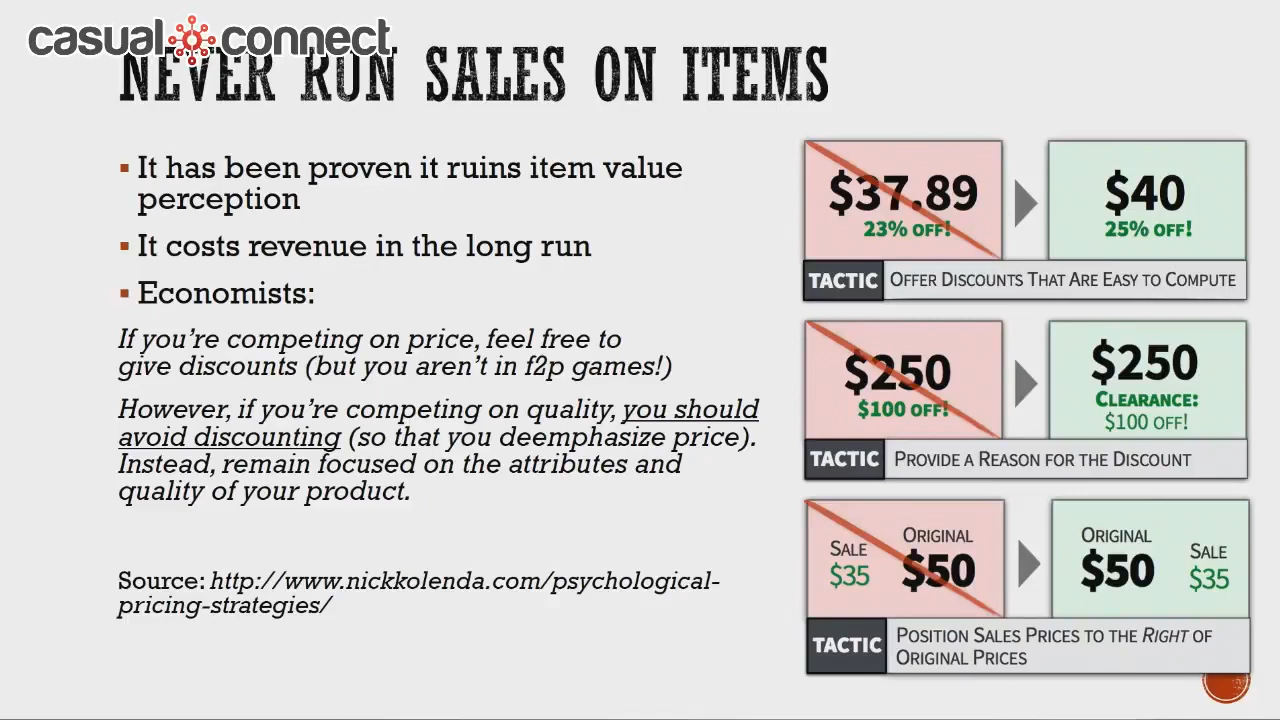 casual connect
NEVER RUN SALES ON ITEMS
It has been proven it ruins item value
perception
It costs revenue in the long run
Economists:
If you're competing on price, feel free to
give discounts (but you aren't in f2p games!)
However, if you're competing on quality, you should
avoid discounting (so that you deemphasize price).
Instead, remain focused on the attributes and
quality of your product.
Source: http://www.nickkolenda.com/psychological-
pricing-strategies/
$37.89
23% OFF!
$40
25% OFF!
TACTIC OFFER DISCOUNTS THAT ARE EASY TO COMPUTE
$250
$100 OFF!
$250
CLEARANCE:
$100 OFF!
TACTIC PROVIDE A REASON FOR THE DISCOUNT
SALE
$35
ORIGINAL
$50
ORIGINAL
$50
SALE
$35
TACTIC POSITION SALES PRICES TO THE RIGHT OF
ORIGINAL PRICES